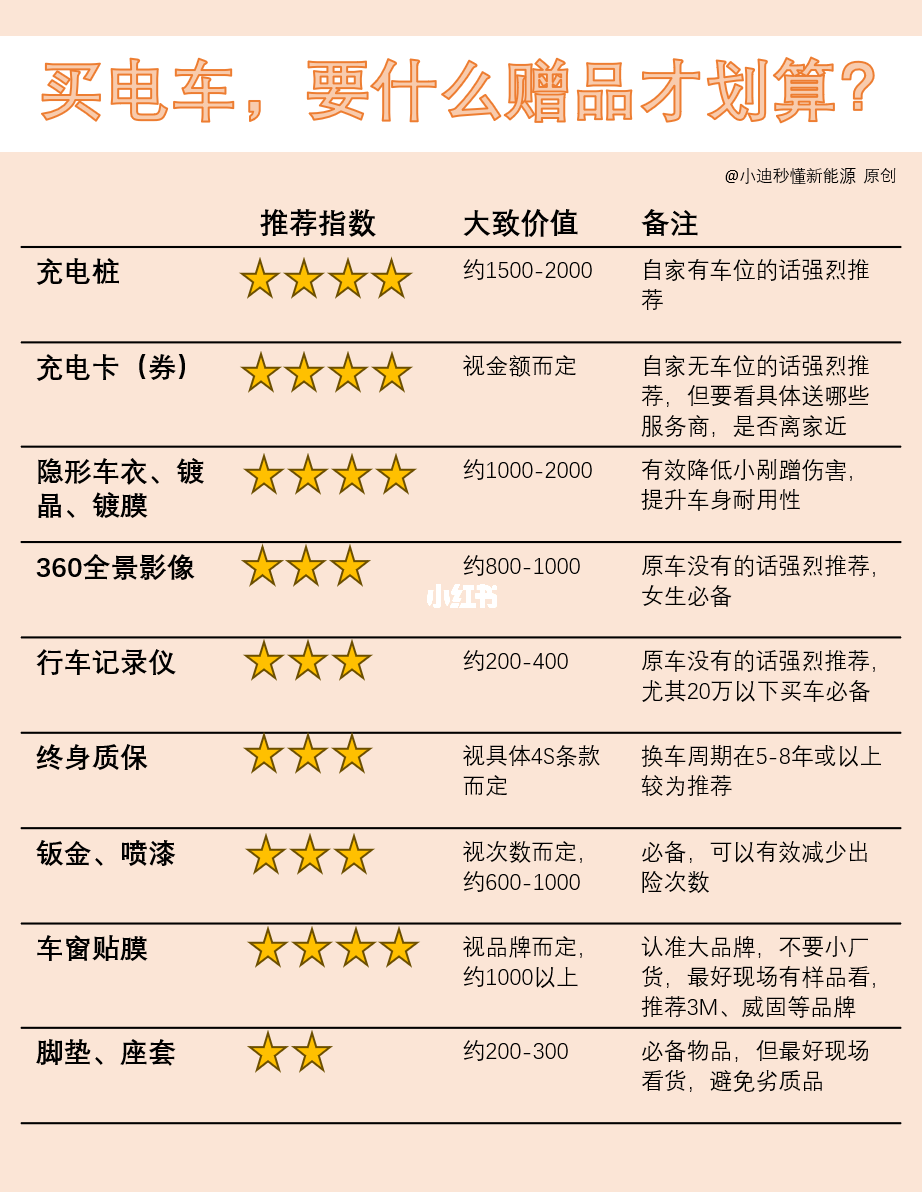 买电车，要什么赠品才划算？
@小迪秒懂新能源 原创
推荐指数 大致价值 备注
充电桩 ★★★★ 约1500-2000 自家有车位的话强烈推
荐
充电卡（券） ★★★★ 视金额而定 自家无车位的话强烈推
荐，但要看具体送哪些
服务商，是否离家近
隐形车衣、镀 ★★★★ 约1000-2000 有效降低小剐蹭伤害，
晶、镀膜 提升车身耐用性
360全景影像 ★★★ 约800-1000 原车没有的话强烈推荐，
女生必备
小红书
行车记录仪 ★★★ 约200-400 原车没有的话强烈推荐，
尤其20万以下买车必备
终身质保 ★★★ 视具体4S条款 换车周期在5-8年或以上
而定 较为推荐
钣金、喷漆 ★★★ 视次数而定， 必备，可以有效减少出
约600-1000 险次数
车窗贴膜 ★★★★ 视品牌而定， 认准大品牌，不要小厂
约1000以上 货，最好现场有样品看，
推荐3M、威固等品牌
脚垫、座套 ★★ 约200-300 必备物品，但最好现场
看货，避免劣质品